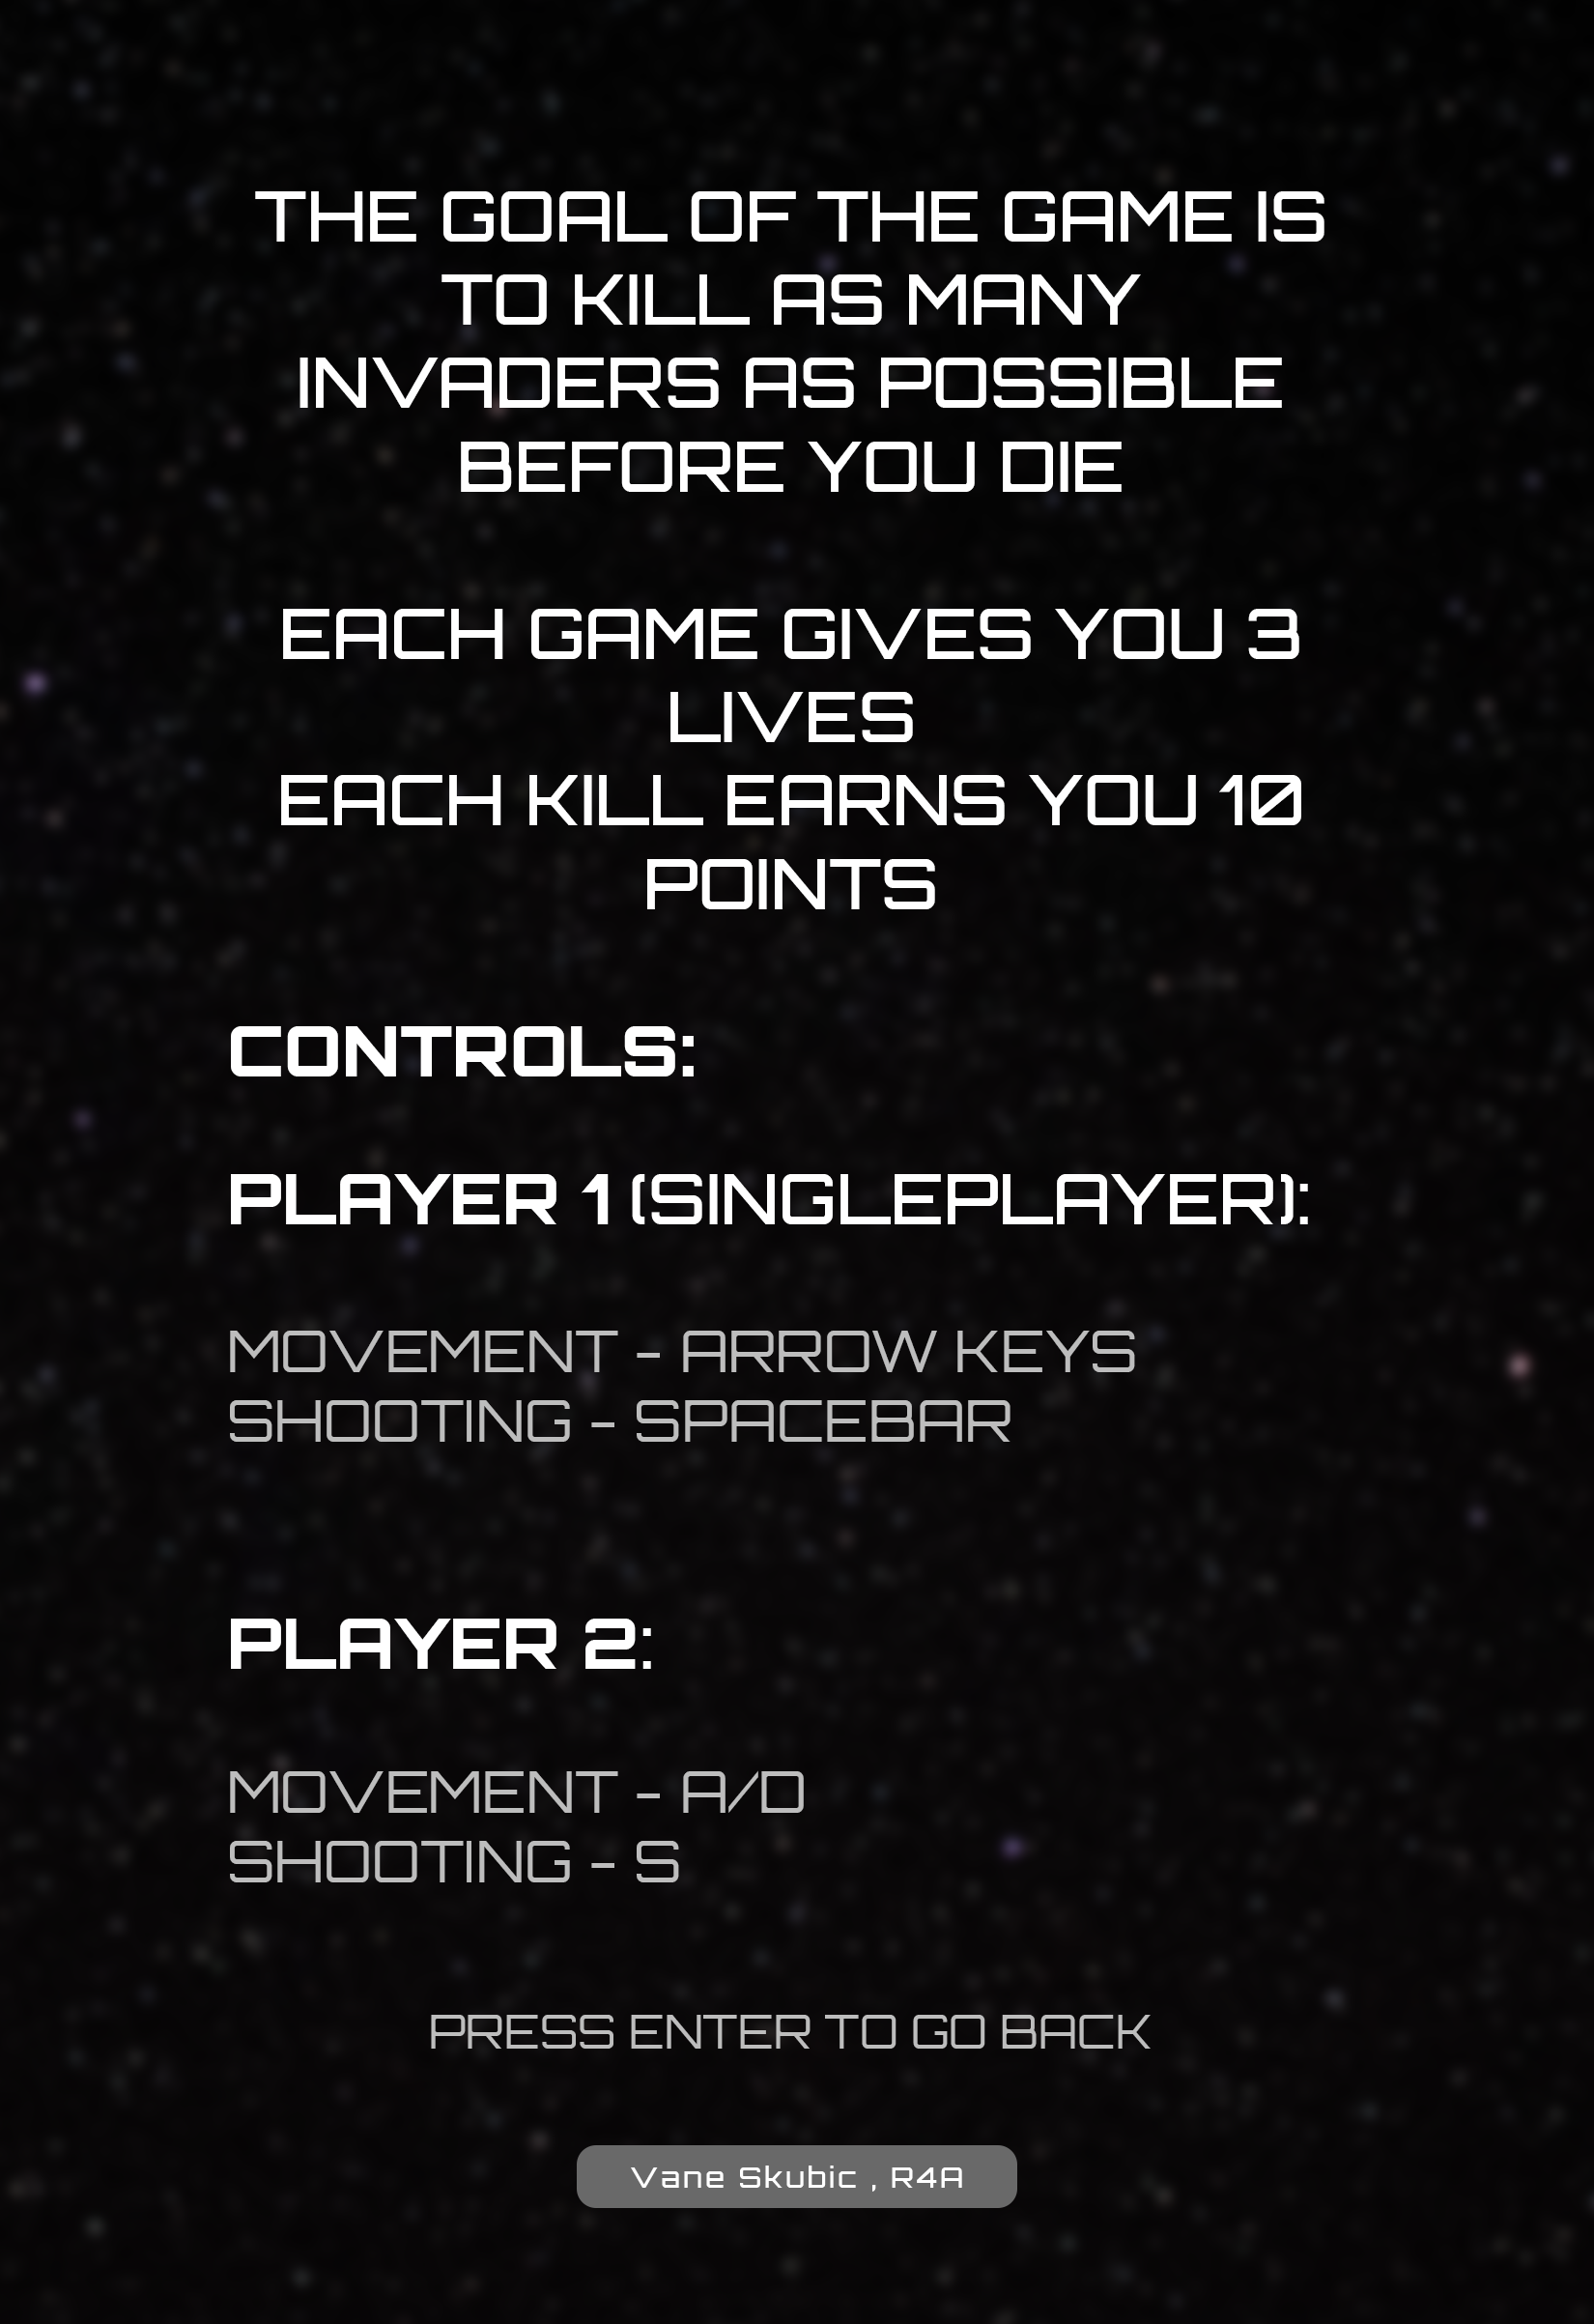 THE GOAL OF THE GAME IS
TO KILL AS MANY
INVADERS AS POSSIBLE
BEFORE YOU DIE
EACH GAME GIVES YOU 3
LIVES
EACH KILL EARNS YOU 10
POINTS
CONTROLS:
PLAYER 1 (SINGLEPLAYER):
MOVEMENT - ARROW KEYS
SHOOTING - SPACEBAR
PLAYER 2:
MOVEMENT - A/D
SHOOTING - S
PRESS ENTER TO GO BACK
Vane Skubic , R4A